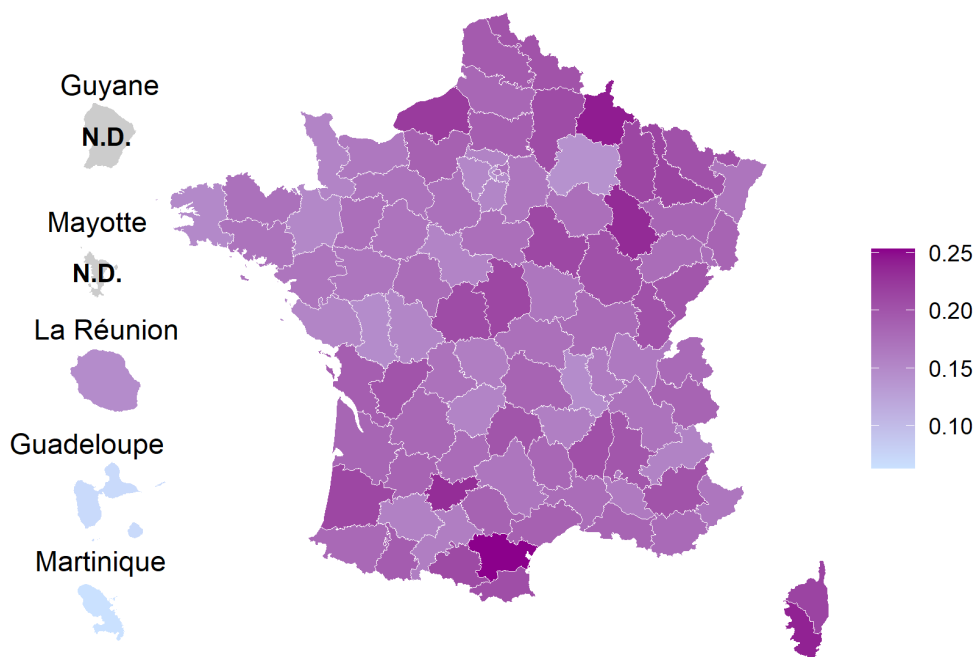 Guyane
N.D.
Mayotte
N.D.
La Réunion
Guadeloupe
Martinique
0.25
0.20
0.15
0.10